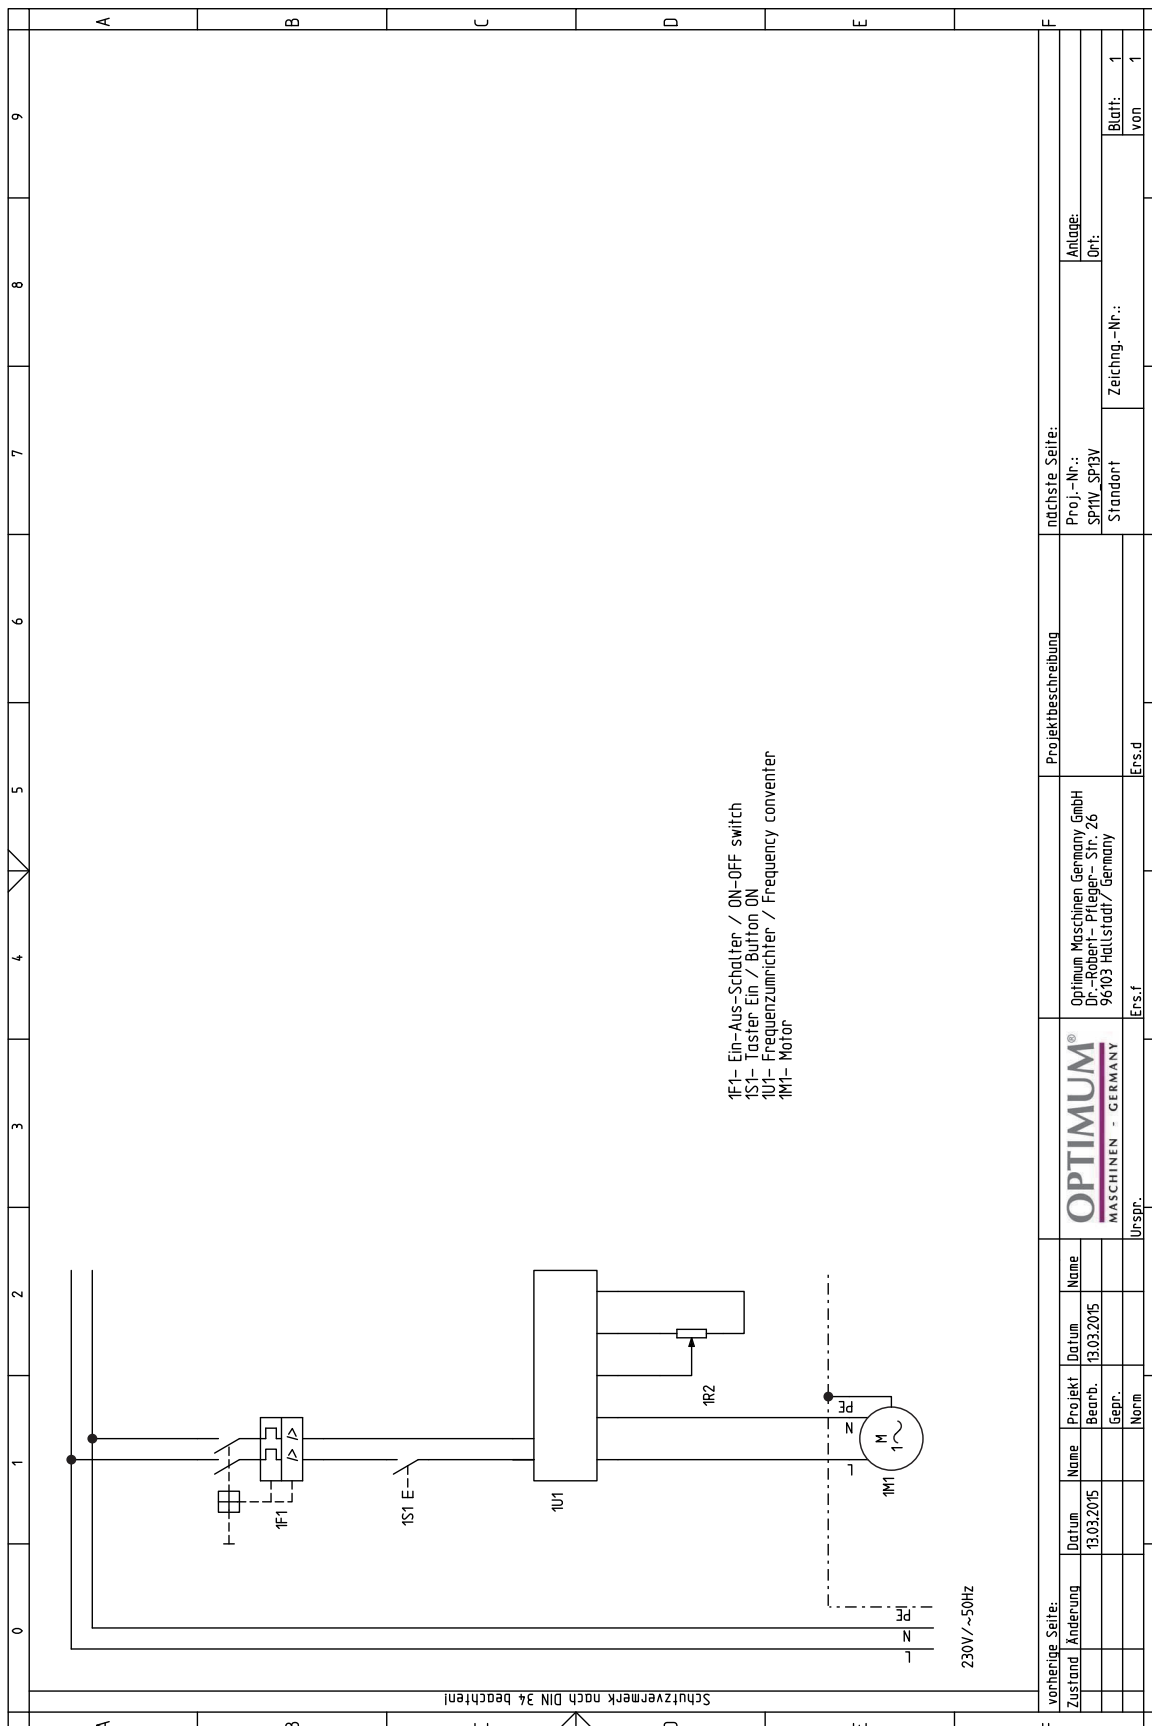 0 1 2 3 4 5 6 7 8 9
A
A
B
B
C
D
D
E
E
F
F
Schutzvermerk nach DIN 34 beachten!
L
N
PE
230V/~50Hz
1F1
1S1
1U1
1R2
L
N
PE
M
1~
1M1
1F1- Ein-Aus-Schalter / ON-OFF switch
1S1- Taster Ein / Button ON
1U1- Frequenzumrichter / Frequency conventer
1M1- Motor
vorherige Seite:
Zustand Änderung Datum Name Projekt Datum Name
13.03.2015 Bearb. 13.03.2015
Gepr.
Norm
Urspr.
OPTIMUM®
MASCHINEN - GERMANY
Optimum Maschinen Germany GmbH
Dr.-Robert- Pfleger- Str. 26
96103 Hallstadt/ Germany
Ers.f
Ers.d
Projektbeschreibung
nächste Seite:
Proj.-Nr.:
SP11V_SP13V
Standort
Zeichng.-Nr.:
Anlage:
Ort:
Blatt: 1
von 1